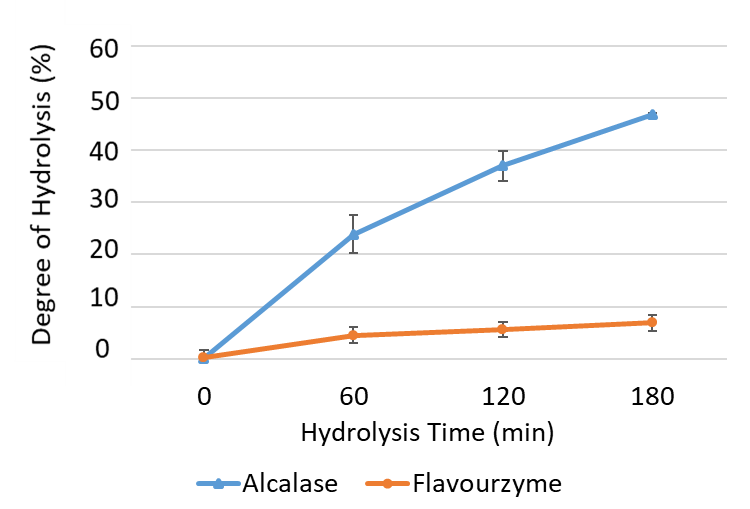 Degree of Hydrolysis (%)
60
50
40
30
20
10
0
0 60 120 180
Hydrolysis Time (min)
Alcalase Flavourzyme